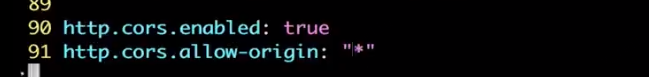 89
90 http.cors.enabled: true
91 http.cors.allow-origin: "*"